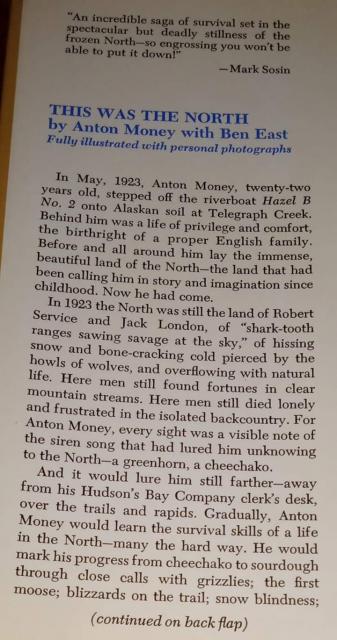 "An incredible saga of survival set in the
spectacular but deadly stillness of the
frozen North—so engrossing you won't be
able to put it down!"
—Mark Sosin
THIS WAS THE NORTH
by Anton Money with Ben East
Fully illustrated with personal photographs
In May, 1923, Anton Money, twenty-two
years old, stepped off the riverboat Hazel B
No. 2 onto Alaskan soil at Telegraph Creek.
Behind him was a life of privilege and comfort,
the birthright of a proper English family.
Before and all around him lay the immense,
beautiful land of the North—the land that had
been calling him in story and imagination since
childhood. Now he had come.
In 1923 the North was still the land of Robert
Service and Jack London, of "shark-tooth
ranges sawing savage at the sky," of hissing
snow and bone-cracking cold pierced by the
howls of wolves, and overflowing with natural
life. Here men still found fortunes in clear
mountain streams. Here men still died lonely
and frustrated in the isolated backcountry. For
Anton Money, every sight was a visible note of
the siren song that had lured him unknowing
to the North—a greenhorn, a cheechako.
And it would lure him still farther—away
from his Hudson's Bay Company clerk's desk,
over the trails and rapids. Gradually, Anton
Money would learn the survival skills of a life
in the North—many the hard way. He would
mark his progress from cheechako to sourdough
through close calls with grizzlies; the first
moose; blizzards on the trail; snow blindness;
(continued on back flap)